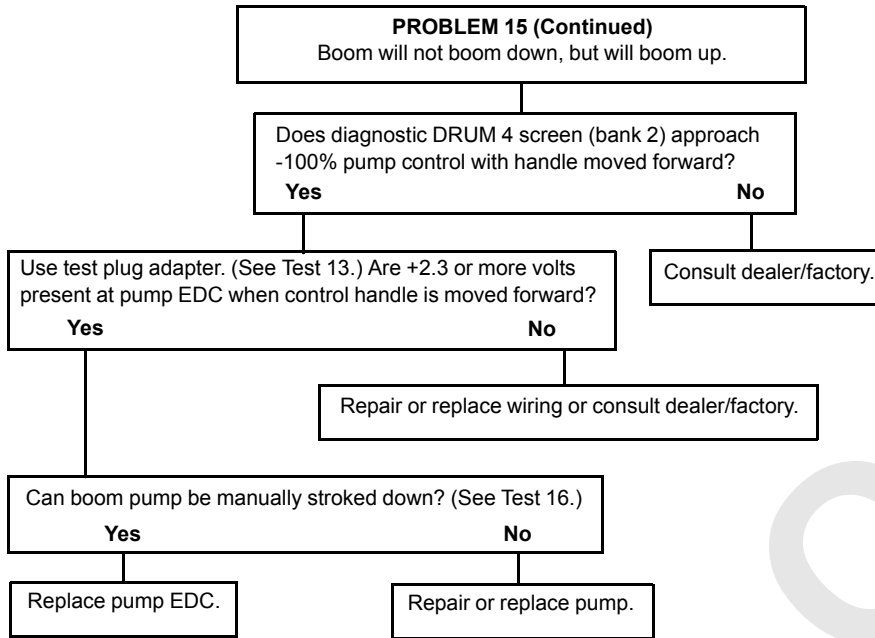 PROBLEM 15 (Continued)
Boom will not boom down, but will boom up.
Does diagnostic DRUM 4 screen (bank 2) approach
-100% pump control with handle moved forward?
Yes No
Use test plug adapter. (See Test 13.) Are +2.3 or more volts
present at pump EDC when control handle is moved forward?
Yes No
Consult dealer/factory.
Repair or replace wiring or consult dealer/factory.
Can boom pump be manually stroked down? (See Test 16.)
Yes No
Replace pump EDC.
Repair or replace pump.